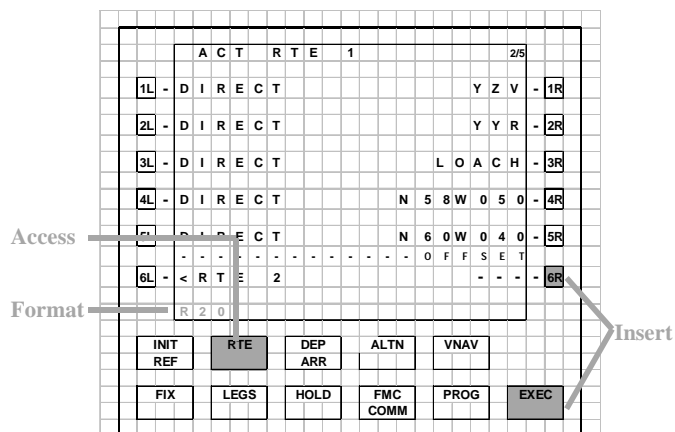 ACT RTE 1 2/5
1L - DIRECT YZV - 1R
2L - DIRECT YYR - 2R
3L - DIRECT LOACH - 3R
4L - DIRECT N58W050 - 4R
Access
5L - DIRECT N60W040 - 5R
- - - - - - - - - - - - - OFFSET
6L - <RTE 2 - - - - - 6R
Format
R20
Insert
INIT REF
RTE
DEP ARR
ALTN
VNAV
FIX
LEGS
HOLD
FMC COMM
PROG
EXEC